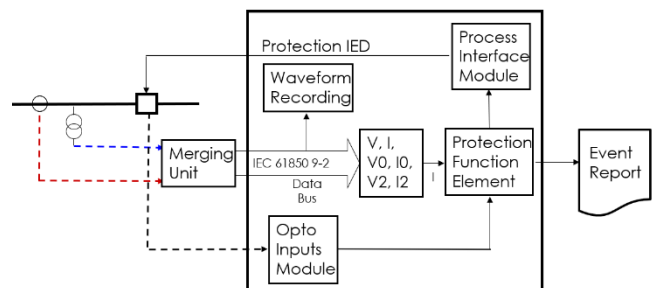 Protection IED
Process
Interface
Module
Waveform
Recording
Merging
Unit
IEC 61850 9-2
Data
Bus
V, I,
V0, I0,
V2, I2
I
Protection
Function
Element
Event
Report
Opto
Inputs
Module